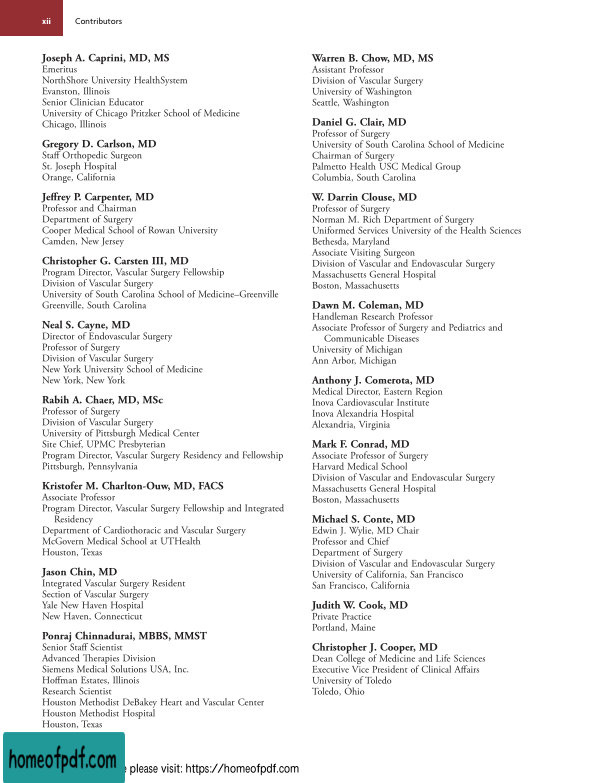 xii Contributors
Joseph A. Caprini, MD, MS
Emeritus
NorthShore University HealthSystem
Evanston, Illinois
Senior Clinician Educator
University of Chicago Pritzker School of Medicine
Chicago, Illinois
Gregory D. Carlson, MD
Staff Orthopedic Surgeon
St. Joseph Hospital
Orange, California
Jeffrey P. Carpenter, MD
Professor and Chairman
Department of Surgery
Cooper Medical School of Rowan University
Camden, New Jersey
Christopher G. Carsten III, MD
Program Director, Vascular Surgery Fellowship
Division of Vascular Surgery
University of South Carolina School of Medicine–Greenville
Greenville, South Carolina
Neal S. Cayne, MD
Director of Endovascular Surgery
Professor of Surgery
Division of Vascular Surgery
New York University School of Medicine
New York, New York
Rabih A. Chaer, MD, MSc
Professor of Surgery
Division of Vascular Surgery
University of Pittsburgh Medical Center
Site Chief, UPMC Presbyterian
Program Director, Vascular Surgery Residency and Fellowship
Pittsburgh, Pennsylvania
Kristofer M. Charlton-Ouw, MD, FACS
Associate Professor
Program Director, Vascular Surgery Fellowship and Integrated
Residency
Department of Cardiothoracic and Vascular Surgery
McGovern Medical School at UTHealth
Houston, Texas
Jason Chin, MD
Integrated Vascular Surgery Resident
Section of Vascular Surgery
Yale New Haven Hospital
New Haven, Connecticut
Ponraj Chinnadurai, MBBS, MMST
Senior Staff Scientist
Advanced Therapies Division
Siemens Medical Solutions USA, Inc.
Hoffman Estates, Illinois
Research Scientist
Houston Methodist DeBakey Heart and Vascular Center
Houston Methodist Hospital
Houston, Texas
Warren B. Chow, MD, MS
Assistant Professor
Division of Vascular Surgery
University of Washington
Seattle, Washington
Daniel G. Clair, MD
Professor of Surgery
University of South Carolina School of Medicine
Chairman of Surgery
Palmetto Health USC Medical Group
Columbia, South Carolina
W. Darrin Clouse, MD
Professor of Surgery
Norman M. Rich Department of Surgery
Uniformed Services University of the Health Sciences
Bethesda, Maryland
Associate Visiting Surgeon
Division of Vascular and Endovascular Surgery
Massachusetts General Hospital
Boston, Massachusetts
Dawn M. Coleman, MD
Handleman Research Professor
Associate Professor of Surgery and Pediatrics and
Communicable Diseases
University of Michigan
Ann Arbor, Michigan
Anthony J. Comerota, MD
Medical Director, Eastern Region
Inova Cardiovascular Institute
Inova Alexandria Hospital
Alexandria, Virginia
Mark F. Conrad, MD
Associate Professor of Surgery
Harvard Medical School
Division of Vascular and Endovascular Surgery
Massachusetts General Hospital
Boston, Massachusetts
Michael S. Conte, MD
Edwin J. Wylie, MD Chair
Professor and Chief
Department of Surgery
Division of Vascular and Endovascular Surgery
University of California, San Francisco
San Francisco, California
Judith W. Cook, MD
Private Practice
Portland, Maine
Christopher J. Cooper, MD
Dean College of Medicine and Life Sciences
Executive Vice President of Clinical Affairs
University of Toledo
Toledo, Ohio
homeofpdf.com
please visit: https://homeofpdf.com